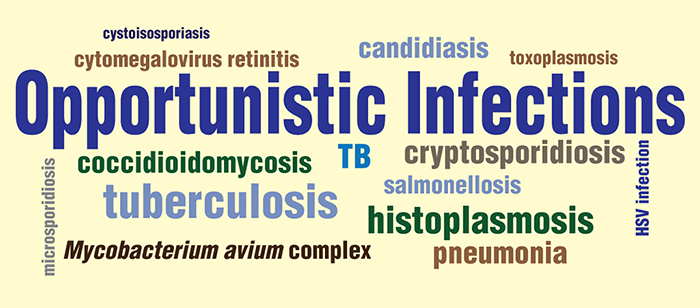 cystoisosporiasis
cytomegalovirus retinitis
candidiasis
toxoplasmosis
Opportunistic Infections
coccidioidomycosis
TB
cryptosporidiosis
HSV infection
microsporidiosis
tuberculosis
salmonellosis
histoplasmosis
Mycobacterium avium complex
pneumonia